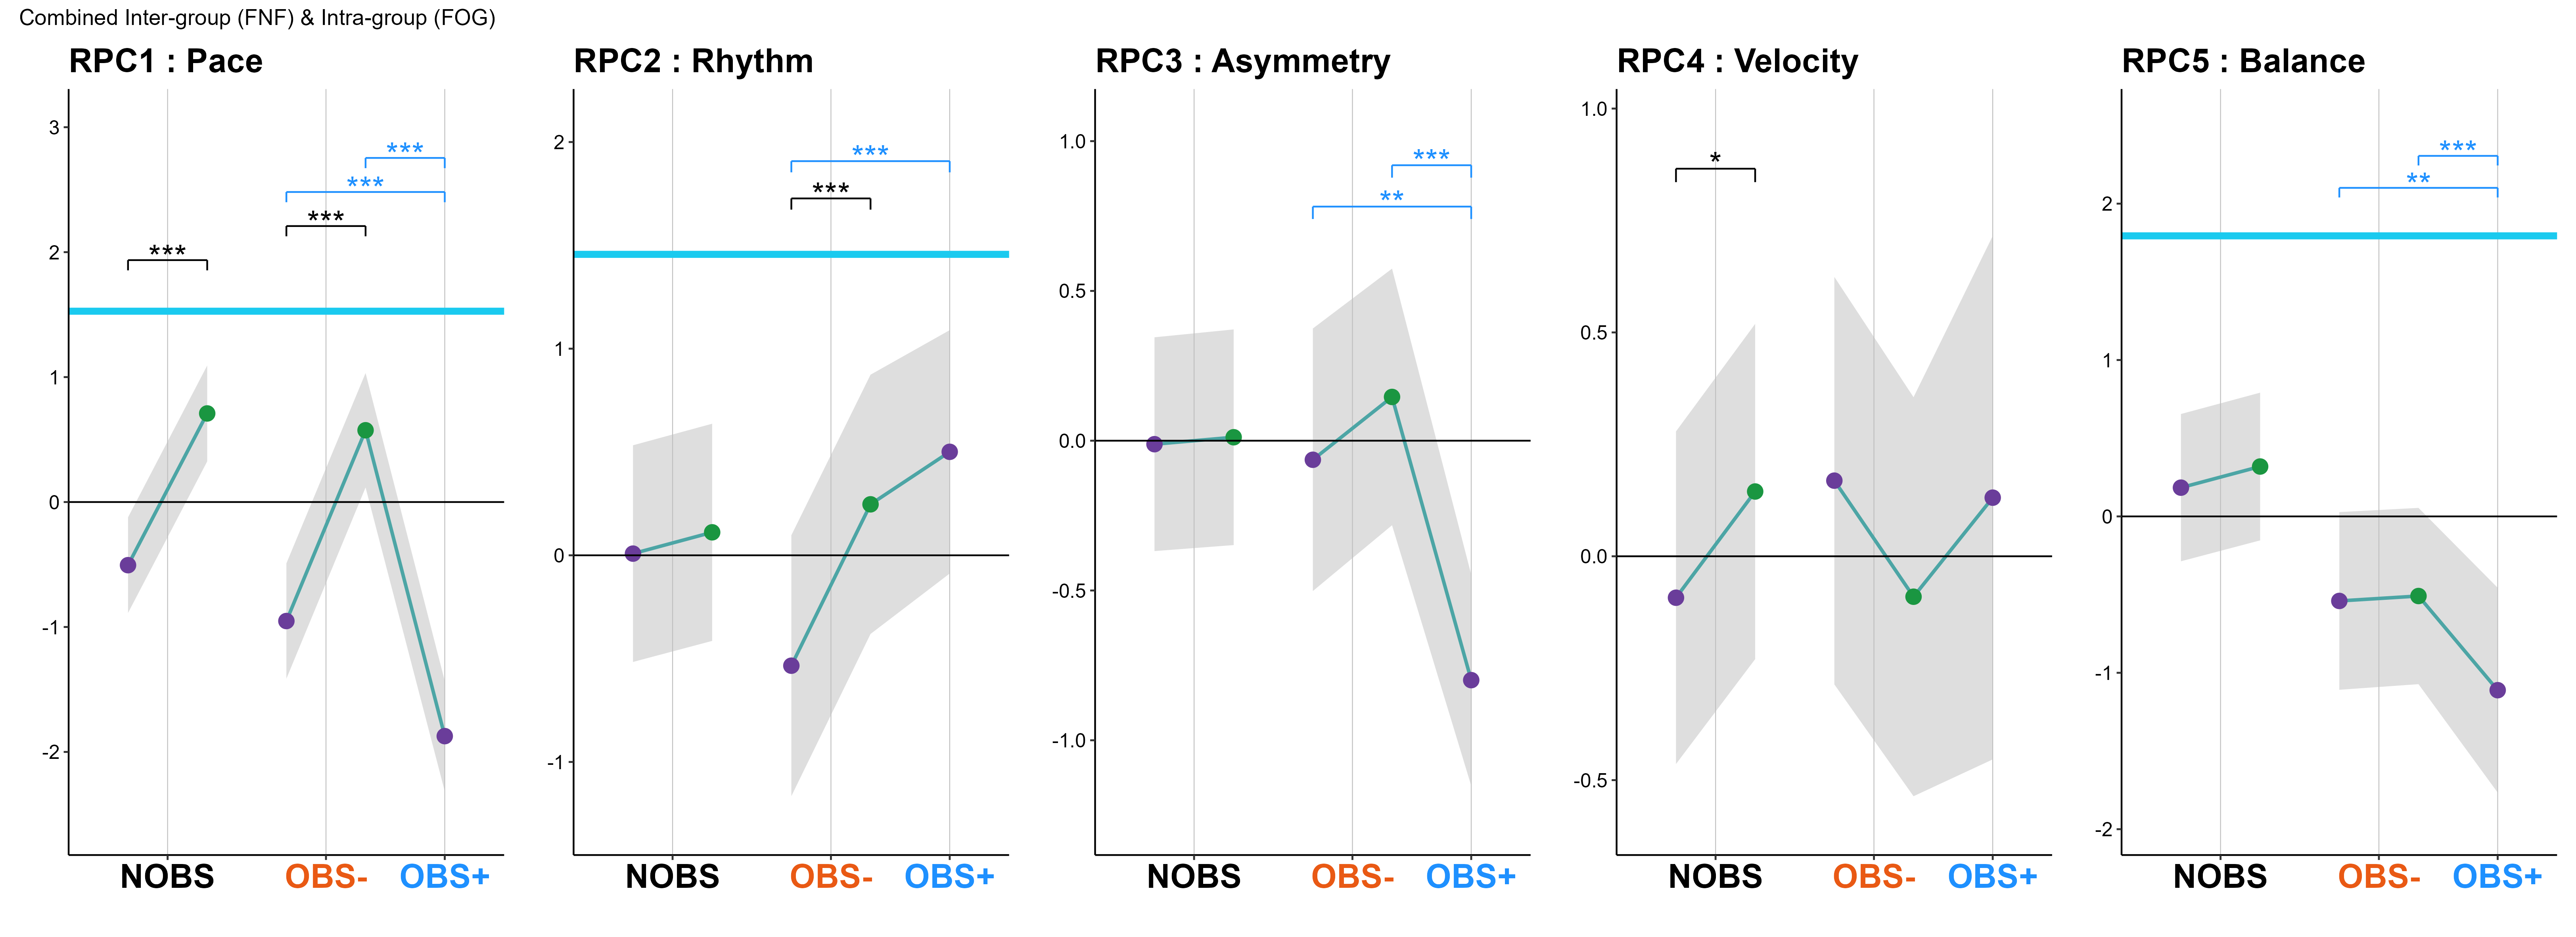 Combined Inter-group (FNF) & Intra-group (FOG)
RPC1 : Pace
3
2
1
0
-1
-2
***
***
***
***
NOBS
OBS-
OBS+
RPC2 : Rhythm
2
1
0
-1
***
***
NOBS
OBS-
OBS+
RPC3 : Asymmetry
1.0
0.5
0.0
-0.5
-1.0
***
**
NOBS
OBS-
OBS+
RPC4 : Velocity
1.0
0.5
0.0
-0.5
*
NOBS
OBS-
OBS+
RPC5 : Balance
2
1
0
-1
-2
***
**
NOBS
OBS-
OBS+